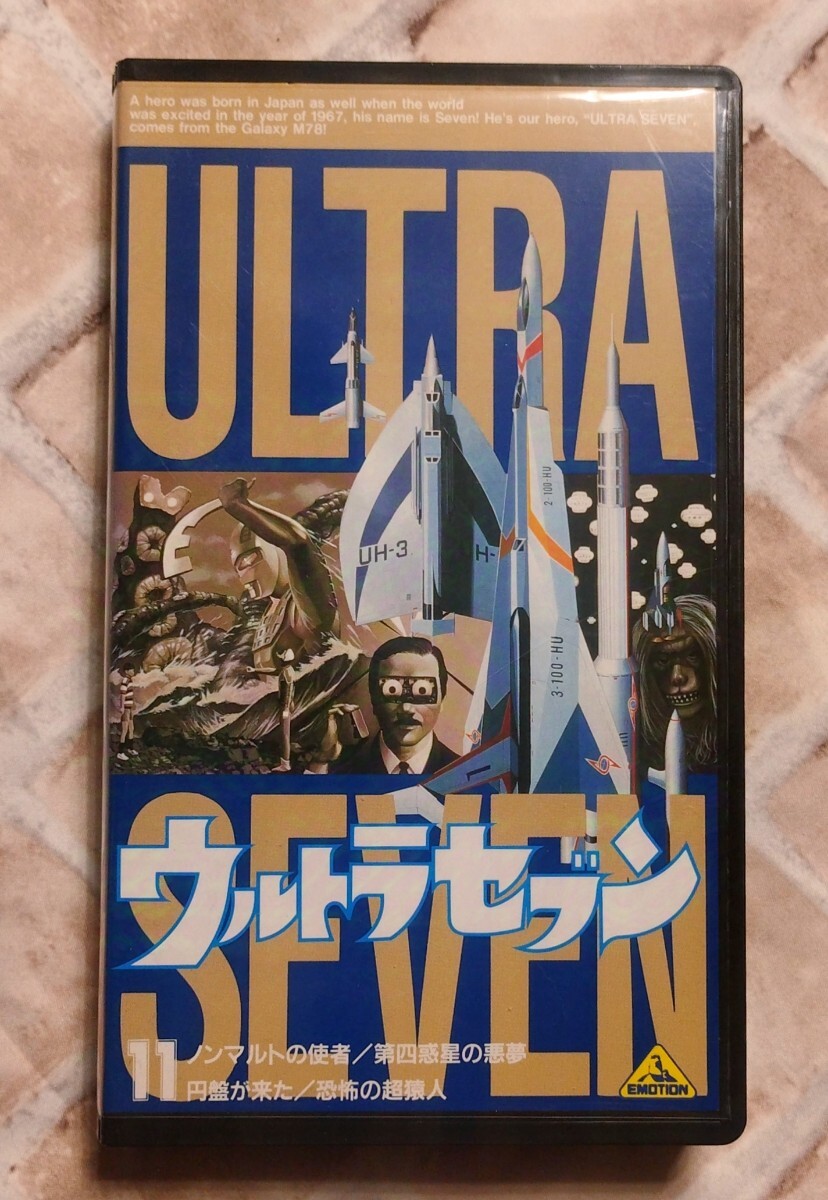 A hero was born in Japan as well when the world
was excited in the year of 1967, his name is Seven! He's our hero, "ULTRA SEVEN",
comes from the Galaxy M78!
ULTRA
UH-3
H-
2-100-HU
3-100-HU
1
SEVEN
ウルトラセブン
11 ノンマルトの使者/第四惑星の悪夢
円盤が来た/恐怖の超猿人
EMOTION